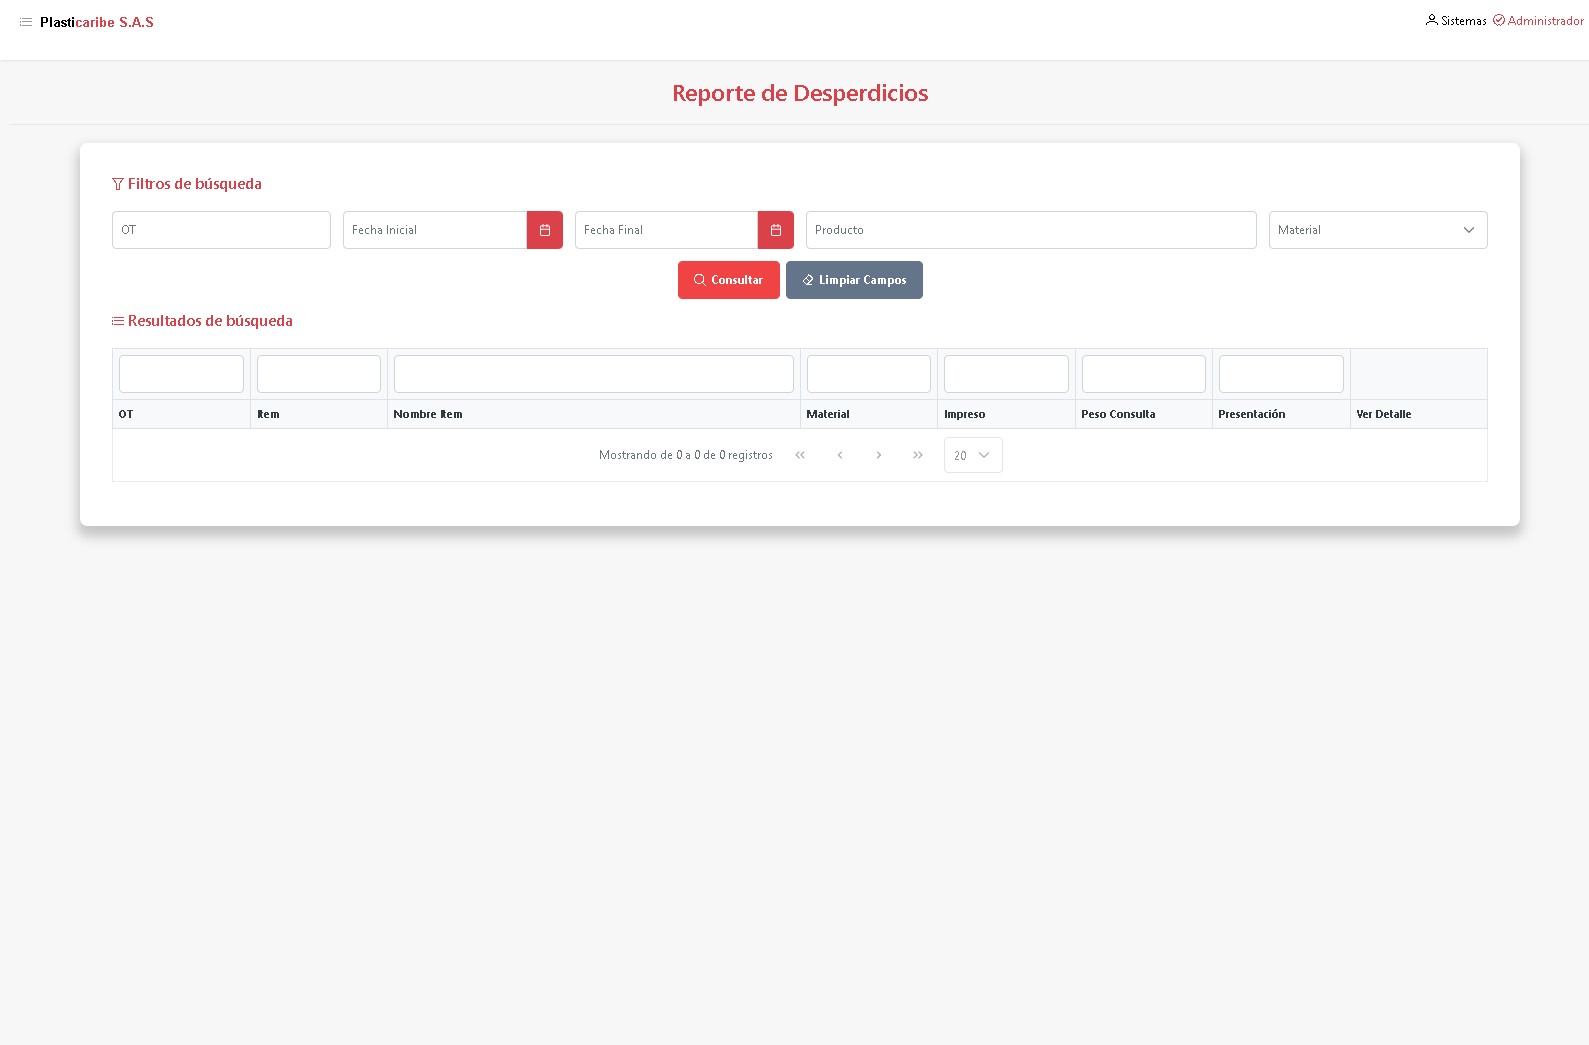 Plasticaribe S.A.S
Sistemas Administrador
Reporte de Desperdicios
Filtros de búsqueda
OT Fecha Inicial Fecha Final Producto Material
Consultar Limpiar Campos
Resultados de búsqueda
OT Item Nombre Item Material Impreso Peso Consulta Presentación Ver Detalle
Mostrando de 0 a 0 de 0 registros 20